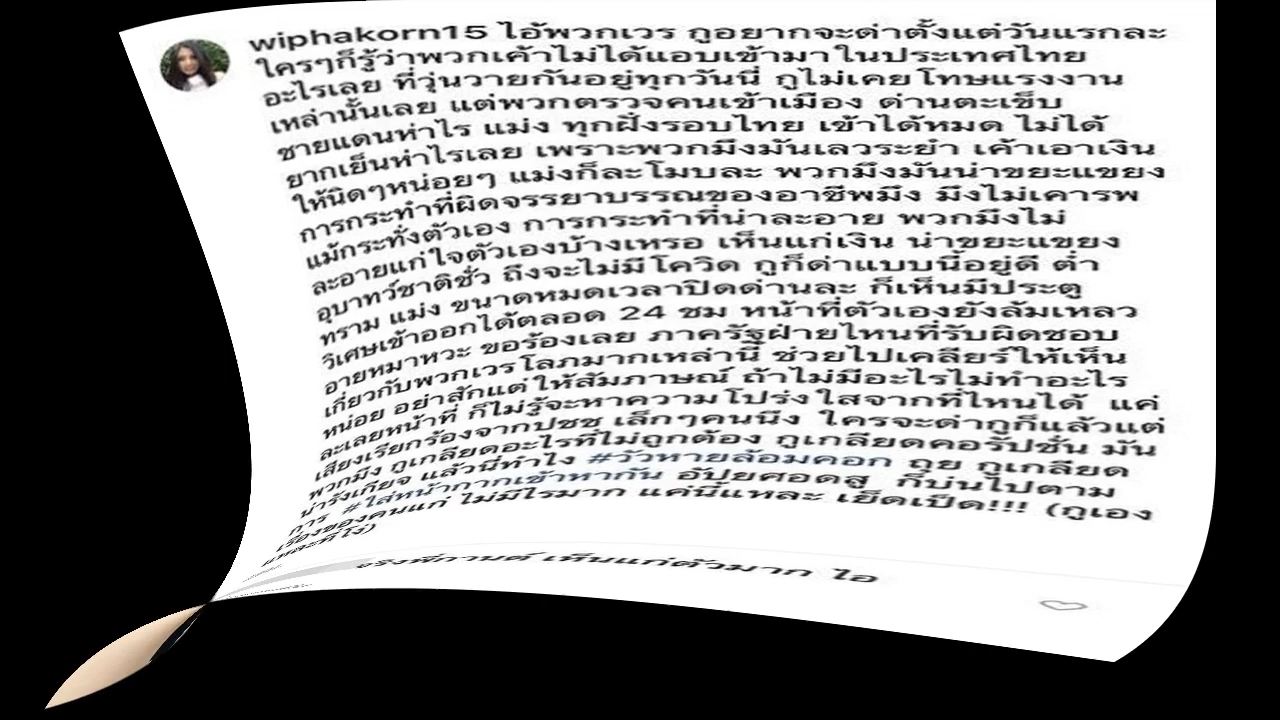 wiphakorn15 ไอ้พวกเวร กูอยากจะด่าตั้งแต่วันแรกละ
ใครๆก็รู้ว่าพวกเค้าไม่ได้แอบเข้ามาในประเทศไทย
อะไรเลย ที่วุ่นวายกันอยู่ทุกวันนี่ กูไม่เคยโทษแรงงาน
เหล่านั้นเลย แต่พวกตรวจคนเข้าเมือง ด่านตะเข็บ
ชายแดนห่าไร แม่ง ทุกฝั่งรอบไทย เข้าได้หมด ไม่ได้
ยากเย็นห่าไรเลย เพราะพวกมึงมันเลวระยำ เค้าเอาเงิน
ให้นิดๆหน่อยๆ แม่งก็ละโมบละ พวกมึงมันน่าขยะแขยง
การกระทำที่ผิดจรรยาบรรณของอาชีพมึง มึงไม่เคารพ
แม้กระทั่งตัวเอง การกระทำที่น่าละอาย พวกมึงไม่
ละอายแก่ใจตัวเองบ้างเหรอ เห็นแก่เงิน น่าขยะแขยง
อุบาทว์ชาติชั่ว ถึงจะไม่มีโควิด กูก็ด่าแบบนี้อยู่ดี ต่ำ
ทราม แม่ง ขนาดหมดเวลาปิดด่านละ ก็เห็นมีประตู
วิเศษเข้าออกได้ตลอด 24 ชม หน้าที่ตัวเองยังล้มเหลว
อายหมาหวะ ขอร้องเลย ภาครัฐฝ่ายไหนที่รับผิดชอบ
เกี่ยวกับพวกเวรโลภมากเหล่านี้ ช่วยไปเคลียร์ให้เห็น
หน่อย อย่าสักแต่ให้สัมภาษณ์ ถ้าไม่มีอะไรไม่ทำอะไร
ละเลยหน้าที่ ก็ไม่รู้จะหาความโปร่งใสจากที่ไหนได้ แค่
เสียงเรียกร้องจากปชช เล็กๆคนนึง ใครจะด่ากูก็แล้วแต่
พวกมึง กูเกลียดอะไรที่ไม่ถูกต้อง กูเกลียดคอรัปชั่น มัน
น่ารังเกียจ แล้วนี่ทำไง #วัวหายล้อมคอก ถุย กูเกลียด
การ #ใส่หน้ากากเข้าหากัน อัปยศอดสู ก็บ่นไปตาม
เรื่องของคนแก่ ไม่มีไรมาก แค่นี้แหละ เย็ดเป็ด!!! (กูเอง
แหละที่โง่)
จริงพี่กานต์ เห็นแก่ตัวมาก ไอ